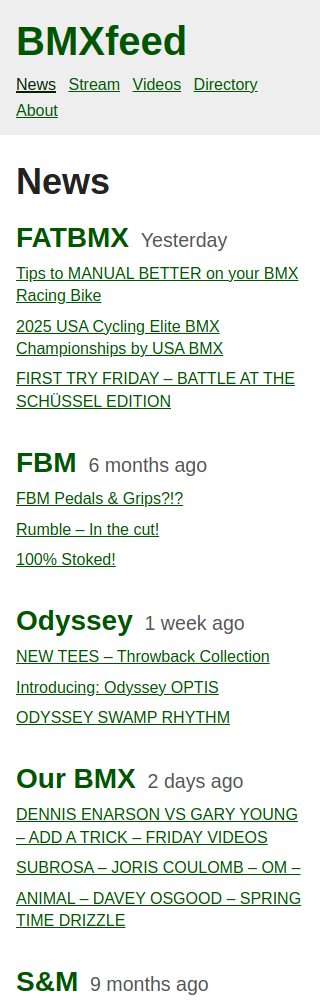 BMXfeed
News Stream Videos Directory
About
News
FATBMX Yesterday
Tips to MANUAL BETTER on your BMX
Racing Bike
2025 USA Cycling Elite BMX
Championships by USA BMX
FIRST TRY FRIDAY – BATTLE AT THE
SCHÜSSEL EDITION
FBM 6 months ago
FBM Pedals & Grips?!?
Rumble – In the cut!
100% Stoked!
Odyssey 1 week ago
NEW TEES – Throwback Collection
Introducing: Odyssey OPTIS
ODYSSEY SWAMP RHYTHM
Our BMX 2 days ago
DENNIS ENARSON VS GARY YOUNG
– ADD A TRICK – FRIDAY VIDEOS
SUBROSA – JORIS COULOMB – OM –
ANIMAL – DAVEY OSGOOD – SPRING
TIME DRIZZLE
S&M 9 months ago